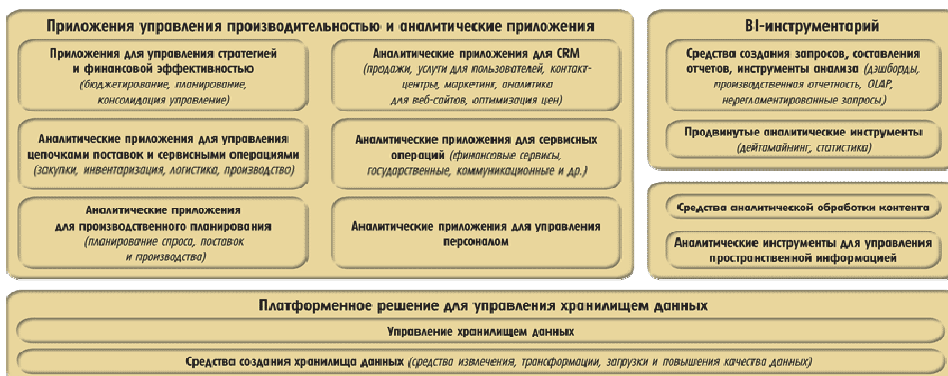 Приложения управления производительностью и аналитические приложения
Приложения для управления стратегией
и финансовой эффективностью
(бюджетирование, планирование,
консолидация управление)
Аналитические приложения для CRM
(продажи, услуги для пользователей, контакт-
центры, маркетинг, аналитика
для веб-сайтов, оптимизация цен)
Аналитические приложения для управления
цепочками поставок и сервисными операциями
(закупки, инвентаризация, логистика, производство)
Аналитические приложения для сервисных
операций (финансовые сервисы,
государственные, коммуникационные и др.)
Аналитические приложения
для производственного планирования
(планирование спроса, поставок
и производства)
Аналитические приложения для управления
персоналом
BI-инструментарий
Средства создания запросов, составления
отчетов, инструменты анализа (дэшборды,
производственная отчетность, OLAP,
нерегламентированные запросы)
Продвинутые аналитические инструменты
(дейтамайнинг, статистика)
Средства аналитической обработки контента
Аналитические инструменты для управления
пространственной информацией
Платформенное решение для управления хранилищем данных
Управление хранилищем данных
Средства создания хранилища данных (средства извлечения, трансформации, загрузки и повышения качества данных)